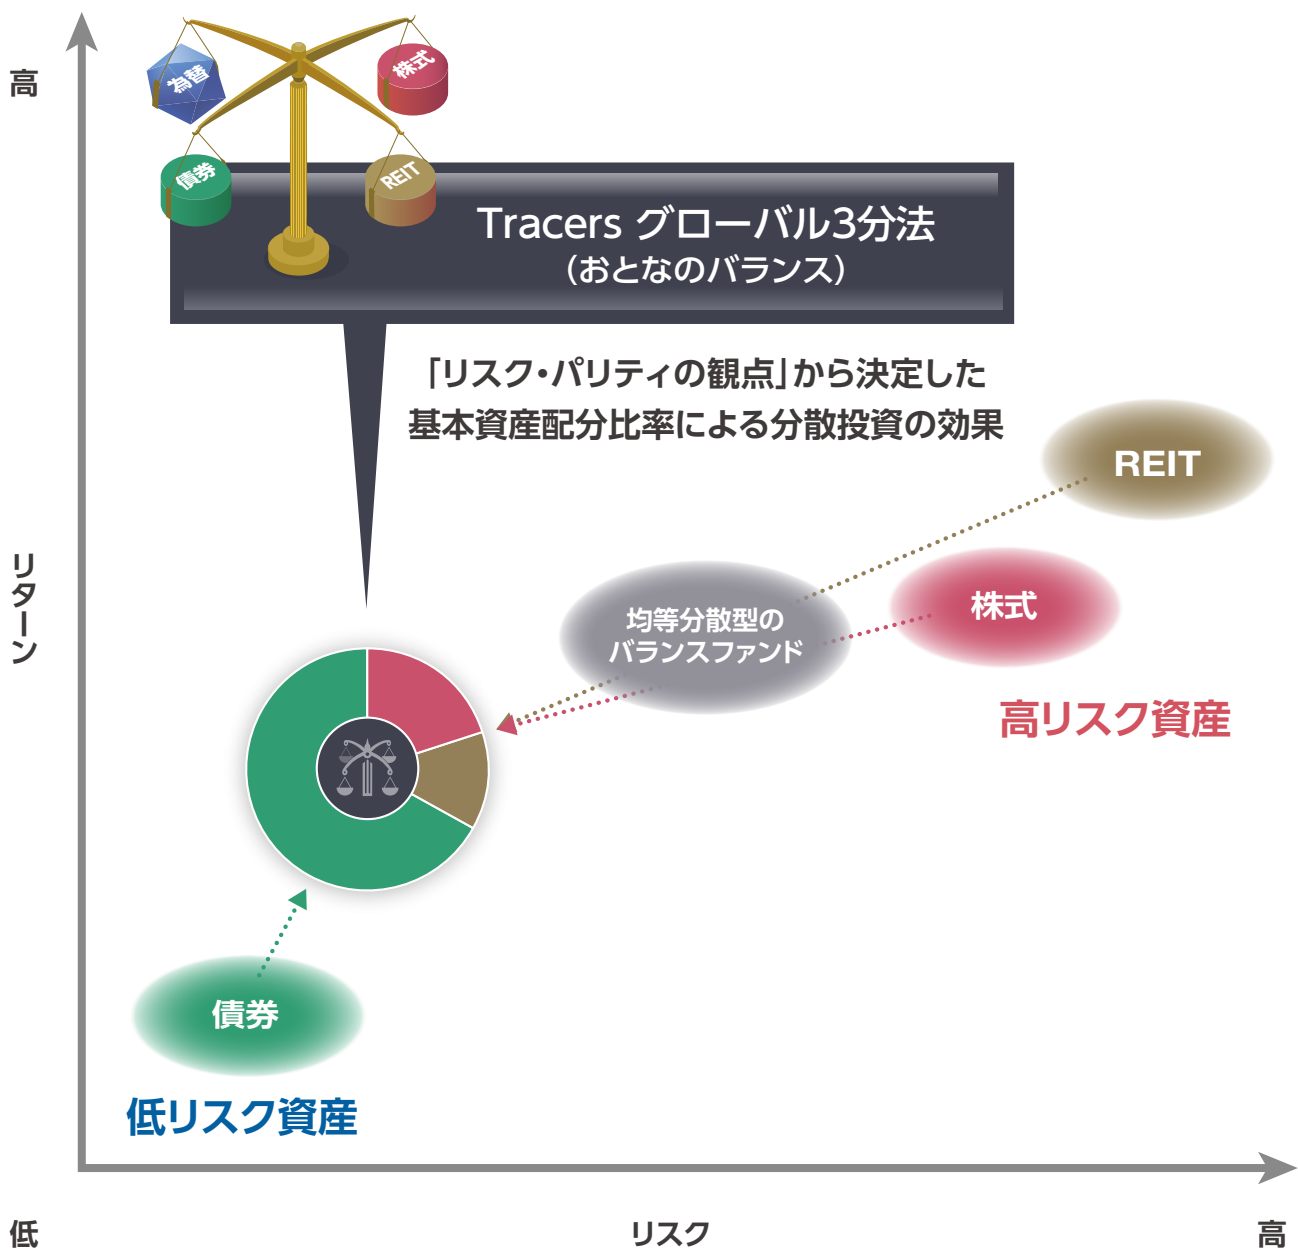 高
為替
株式
債券
REIT
Tracers グローバル3分法
（おとなのバランス）
「リスク・パリティの観点」から決定した
基本資産配分比率による分散投資の効果
REIT
リターン
均等分散型の
バランスファンド
株式
高リスク資産
債券
低リスク資産
低
リスク
高